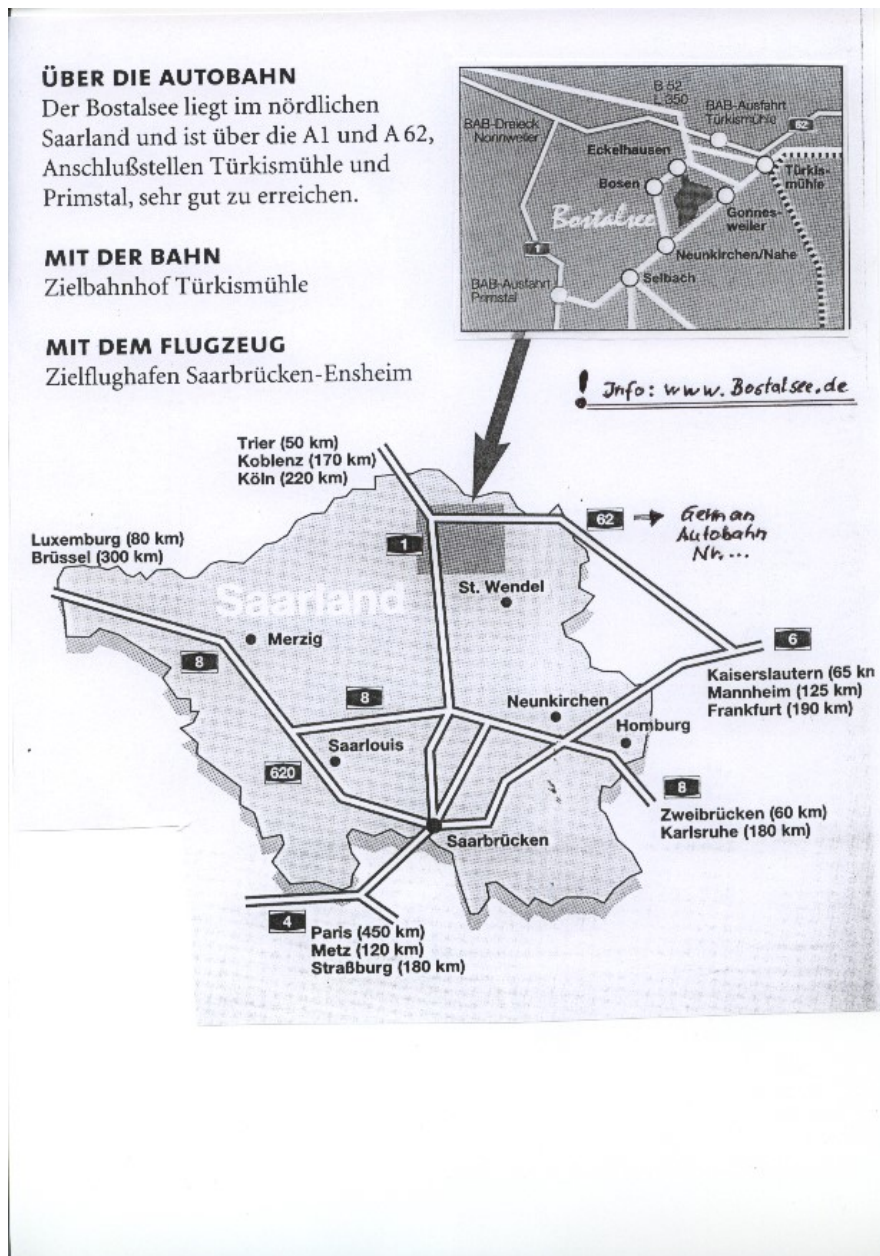 ÜBER DIE AUTOBAHN
Der Bostalsee liegt im nördlichen
Saarland und ist über die A1 und A 62,
Anschlußstellen Türkismühle und
Primstal, sehr gut zu erreichen.
MIT DER BAHN
Zielbahnhof Türkismühle
MIT DEM FLUGZEUG
Zielflughafen Saarbrücken-Ensheim
B 52
L 350
BAB-Ausfahrt
Türkismühle
62
BAB-Dreieck
Nonnweiler
Eckelhausen
Türkis-
mühle
Bosen
Bostalsee
Gonnes-
weiler
1
Neunkirchen/Nahe
BAB-Ausfahrt
Primstal
Selbach
! Info: www.Bostalsee.de
Trier (50 km)
Koblenz (170 km)
Köln (220 km)
Luxemburg (80 km)
Brüssel (300 km)
1
62
German
Autobahn
Nr....
Saarland
St. Wendel
Merzig
8
6
Kaiserslautern (65 kn
Mannheim (125 km)
Frankfurt (190 km)
8
Neunkirchen
Homburg
Saarlouis
620
8
Zweibrücken (60 km)
Karlsruhe (180 km)
Saarbrücken
4
Paris (450 km)
Metz (120 km)
Straßburg (180 km)